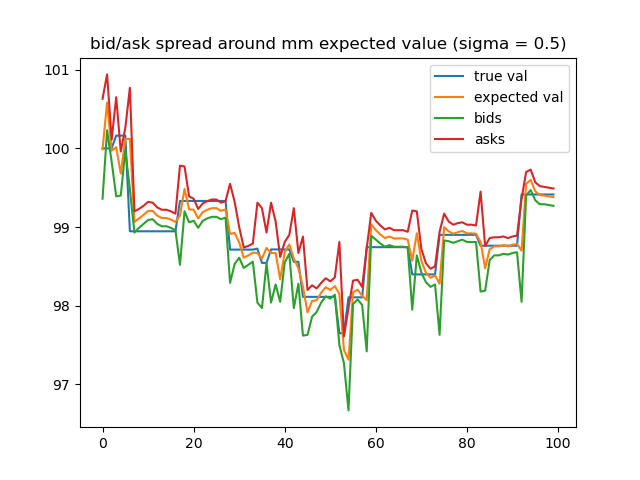 bid/ask spread around mm expected value (sigma = 0.5)
101
100
99
98
97
0
20
40
60
80
100
true val
expected val
bids
asks